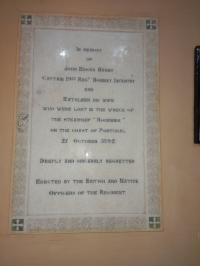 In memory
of
John Edwin Henry
Captain 19th Regt Bombay Infantry
and
Kathleen his wife
who were lost in the wreck of
the steamship "Roumania"
on the coast of Portugal
27 October 1892
Deeply and sincerely regretted
Erected by the British and Native
Officers of the Regiment